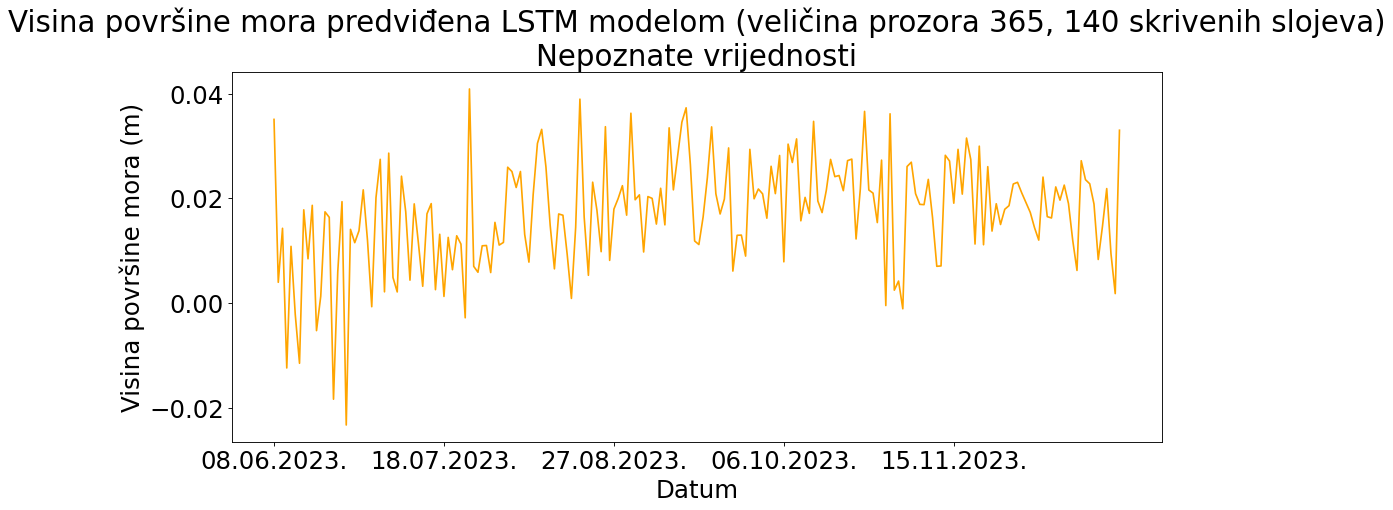 Visina površine mora predviđena LSTM modelom (veličina prozora 365, 140 skrivenih slojeva)
Nepoznate vrijednosti
Visina površine mora (m)
0.04
0.02
0.00
−0.02
08.06.2023. 18.07.2023. 27.08.2023. 06.10.2023. 15.11.2023.
Datum